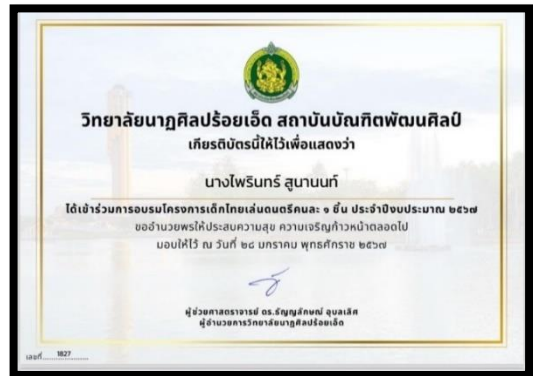 วิทยาลัยนาฏศิลปร้อยเอ็ด สถาบันบัณฑิตพัฒนศิลป์
เกียรติบัตรนี้ให้ไว้เพื่อแสดงว่า
นางไพรินทร์ สูนานนท์
ได้เข้าร่วมการอบรมโครงการเด็กไทยเล่นดนตรีคนละ ๑ ชิ้น ประจำปีงบประมาณ ๒๕๖๗
ขออำนวยพรให้ประสบความสุข ความเจริญก้าวหน้าตลอดไป
มอบให้ไว้ ณ วันที่ ๒๘ มกราคม พุทธศักราช ๒๕๖๗
ผู้ช่วยศาสตราจารย์ ดร.ธัญญลักษณ์ อุบลเลิศ
ผู้อำนวยการวิทยาลัยนาฏศิลปร้อยเอ็ด
เลขที่ 1827